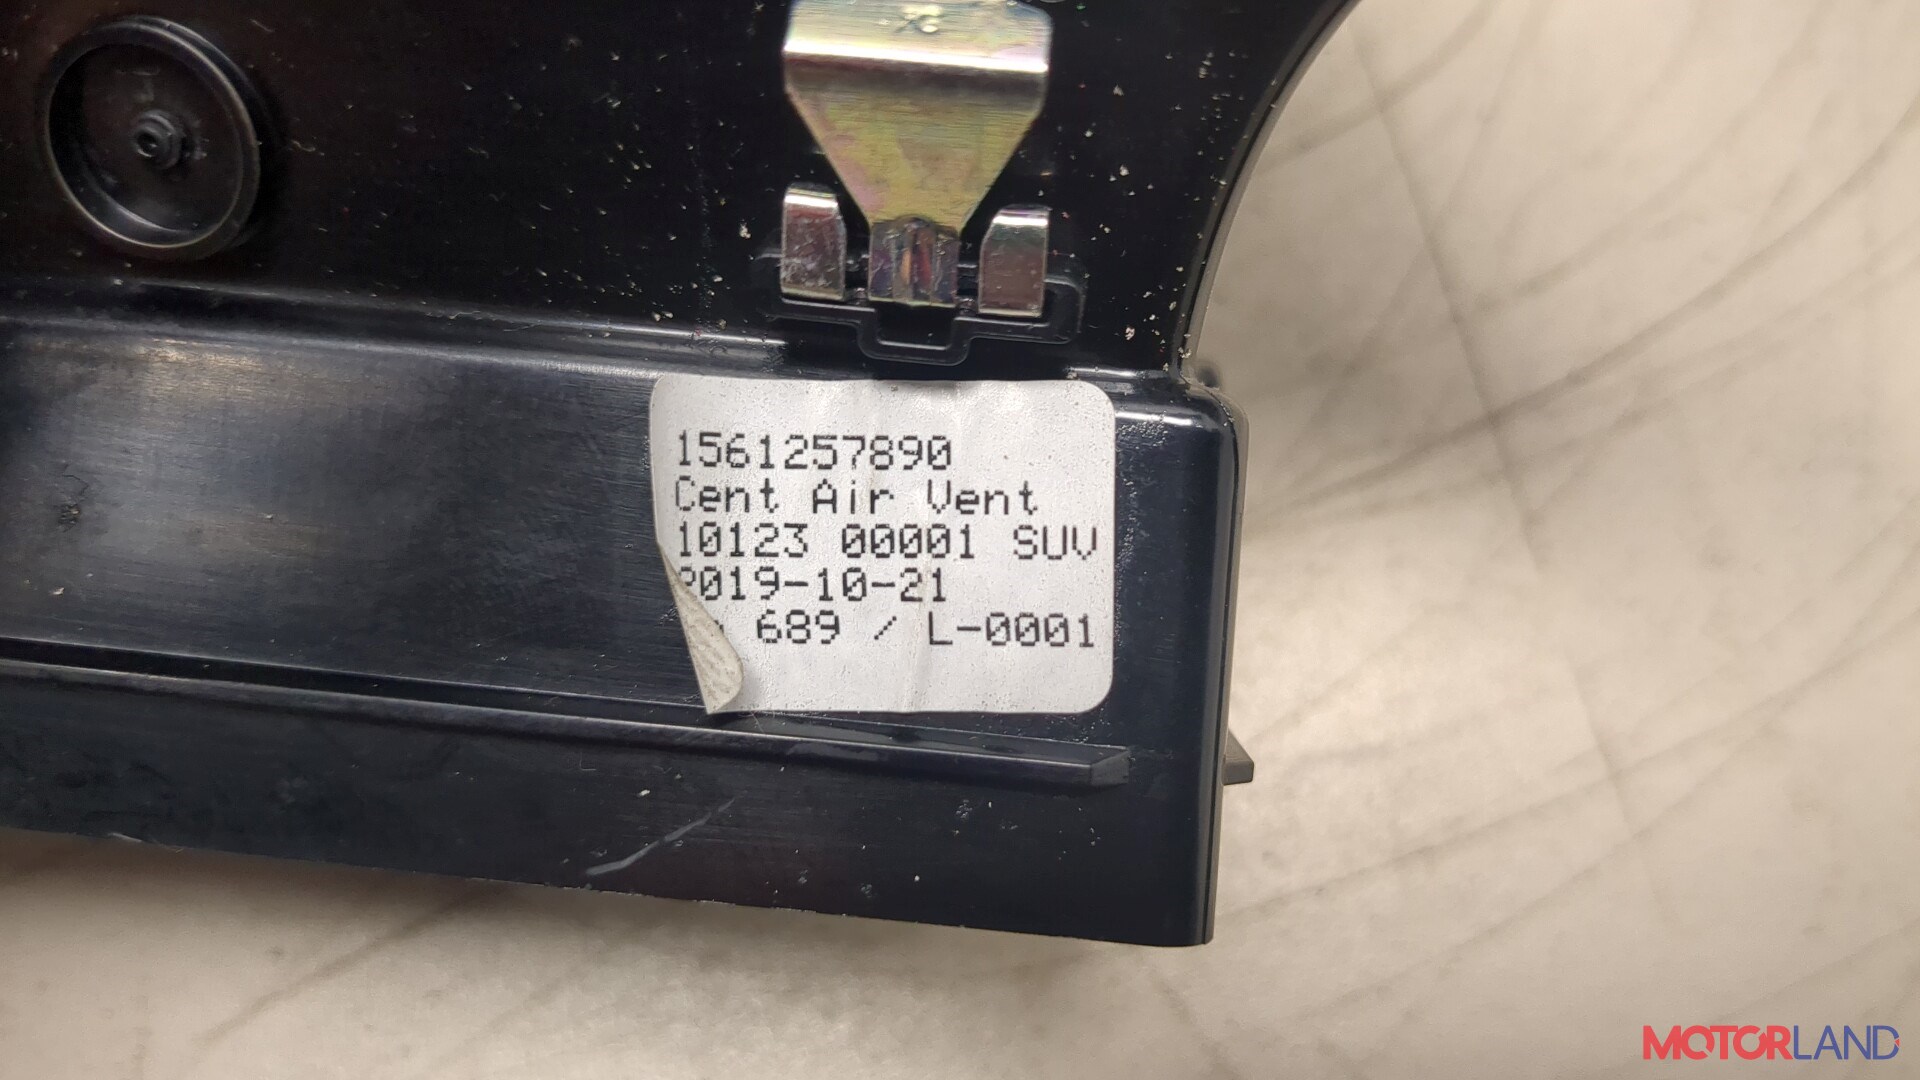 1561257890
Cent Air Vent
10123 00001 SUV
2019-10-21
689 / L-0001
MOTORLAND